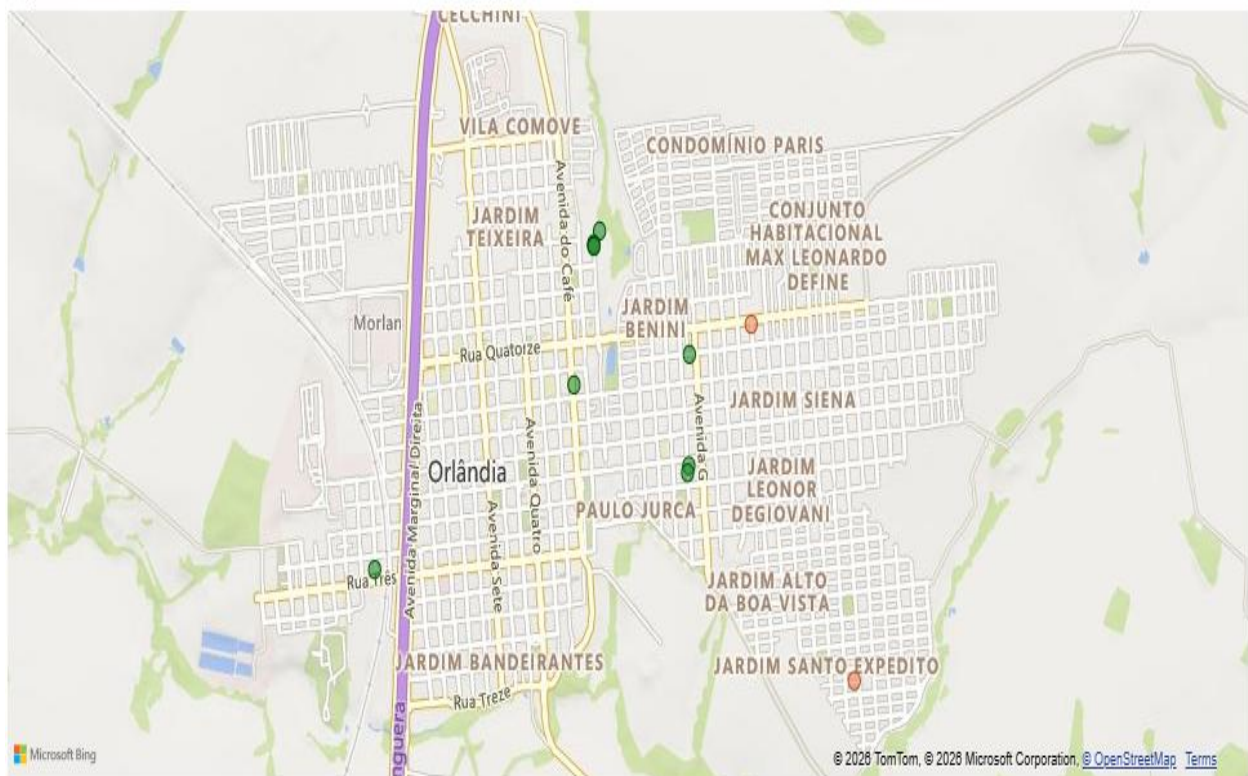 CECCHINI
VILA COMOVE
CONDOMÍNIO PARIS
Avenida do Café
JARDIM
TEIXEIRA
CONJUNTO
HABITACIONAL
MAX LEONARDO
DEFINE
JARDIM
BENINI
Morlan
Rua Quatorze
JARDIM SIENA
Avenida Marginal Direita
Avenida Quatro
Avenida G
Orlândia
JARDIM
LEONOR
DEGIOVANI
Avenida Sete
PAULO JURCA
Rua Três
JARDIM ALTO
DA BOA VISTA
JARDIM BANDEIRANTES
JARDIM SANTO EXPEDITO
Rua Treze
nguera
Microsoft Bing
© 2026 TomTom, © 2026 Microsoft Corporation, © OpenStreetMap Terms